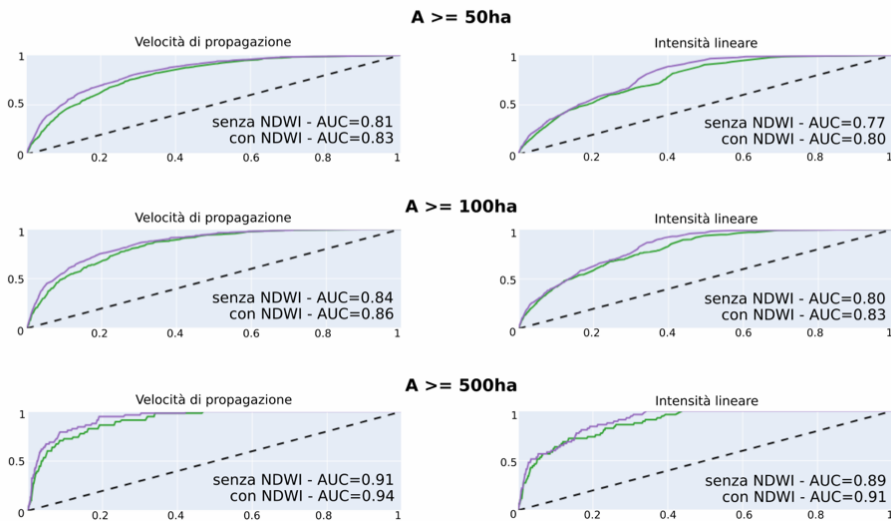 A >= 50ha
Velocità di propagazione
Intensità lineare
1
0.5
0
senza NDWI - AUC=0.81
con NDWI - AUC=0.83
0.2
0.4
0.6
0.8
1
1
0.5
0
senza NDWI - AUC=0.77
con NDWI - AUC=0.80
0.2
0.4
0.6
0.8
1
A >= 100ha
Velocità di propagazione
Intensità lineare
1
0.5
0
senza NDWI - AUC=0.84
con NDWI - AUC=0.86
0.2
0.4
0.6
0.8
1
1
0.5
0
senza NDWI - AUC=0.80
con NDWI - AUC=0.83
0.2
0.4
0.6
0.8
1
A >= 500ha
Velocità di propagazione
Intensità lineare
1
0.5
0
senza NDWI - AUC=0.91
con NDWI - AUC=0.94
0.2
0.4
0.6
0.8
1
1
0.5
0
senza NDWI - AUC=0.89
con NDWI - AUC=0.91
0.2
0.4
0.6
0.8
1